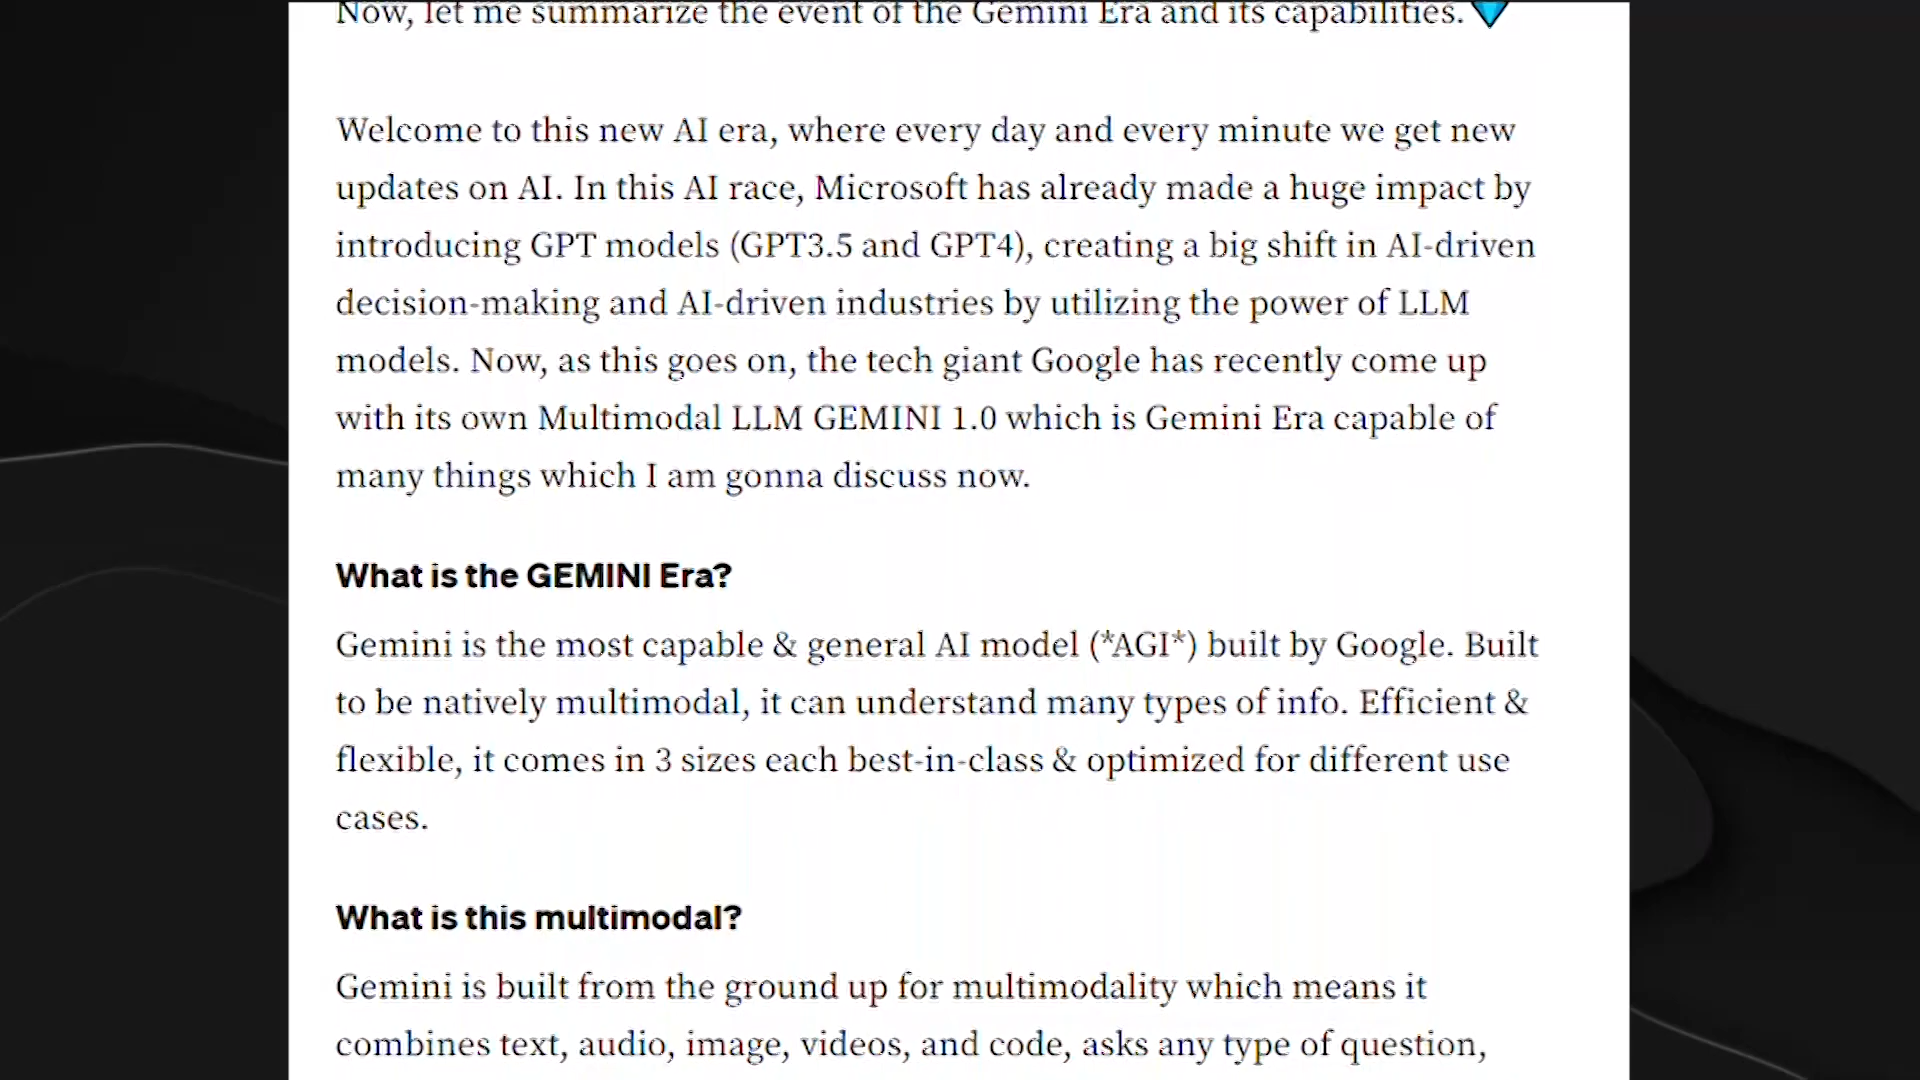 Now, let me summarize the event of the Gemini Era and its capabilities.
Welcome to this new AI era, where every day and every minute we get new
updates on AI. In this AI race, Microsoft has already made a huge impact by
introducing GPT models (GPT3.5 and GPT4), creating a big shift in AI-driven
decision-making and AI-driven industries by utilizing the power of LLM
models. Now, as this goes on, the tech giant Google has recently come up
with its own Multimodal LLM GEMINI 1.0 which is Gemini Era capable of
many things which I am gonna discuss now.
What is the GEMINI Era?
Gemini is the most capable & general AI model (*AGI*) built by Google. Built
to be natively multimodal, it can understand many types of info. Efficient &
flexible, it comes in 3 sizes each best-in-class & optimized for different use
cases.
What is this multimodal?
Gemini is built from the ground up for multimodality which means it
combines text, audio, image, videos, and code, asks any type of question,